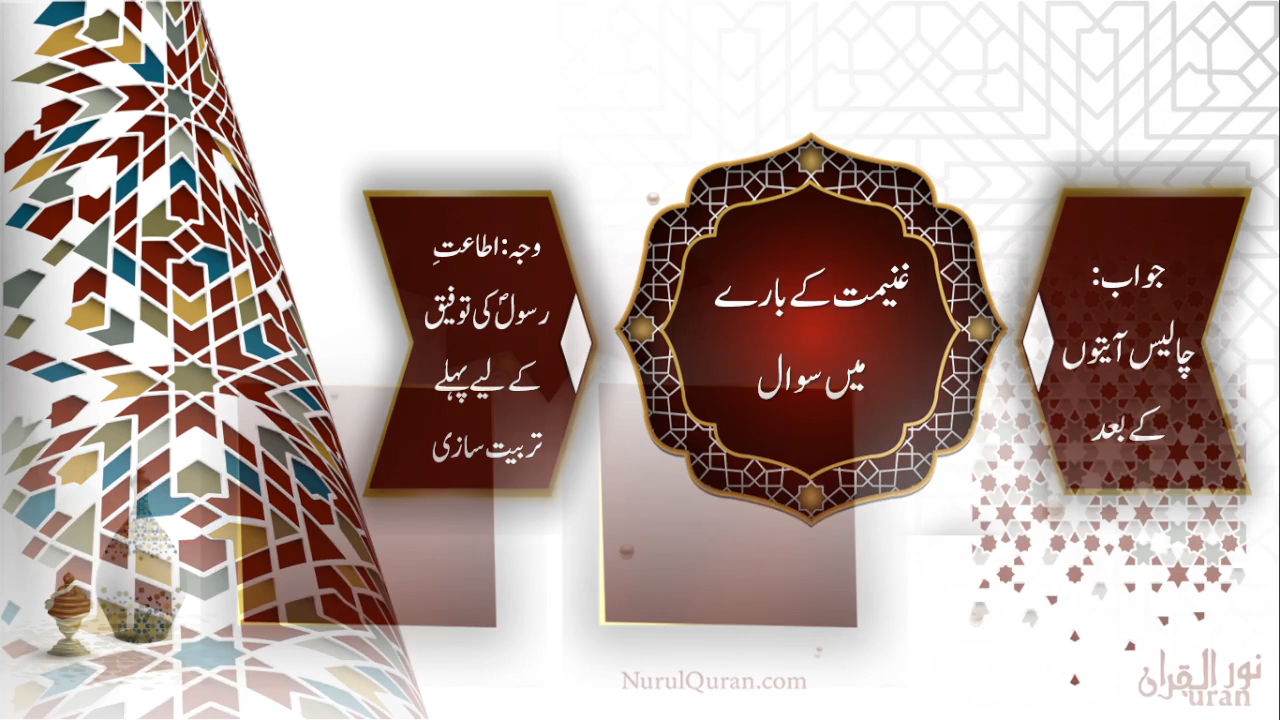 جواب:
چالیس آیتوں
کے بعد
غنیمت کے بارے
میں سوال
وجہ: اطاعتِ
رسولؐ کی توفیق
کے لیے پہلے
تربیت سازی
NurulQuran.com
نور القرآن
uran